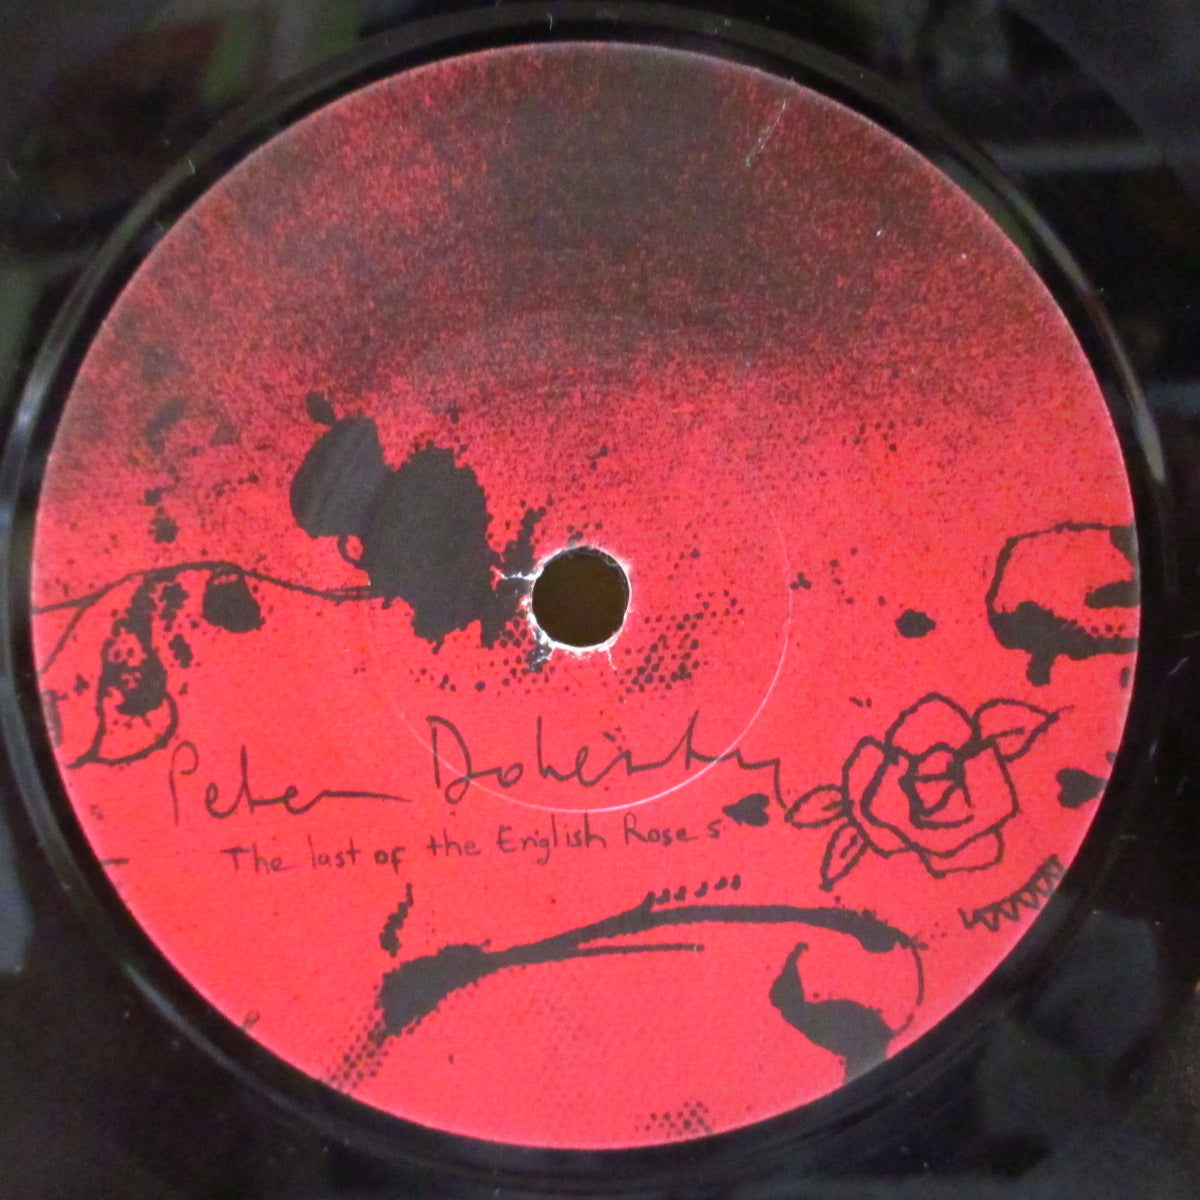 Peter Doherty
The last of the English Roses